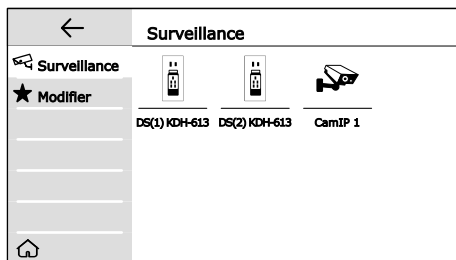 Surveillance
Surveillance
Modifier
DS(1) KDH-613 DS(2) KDH-613 CamIP 1